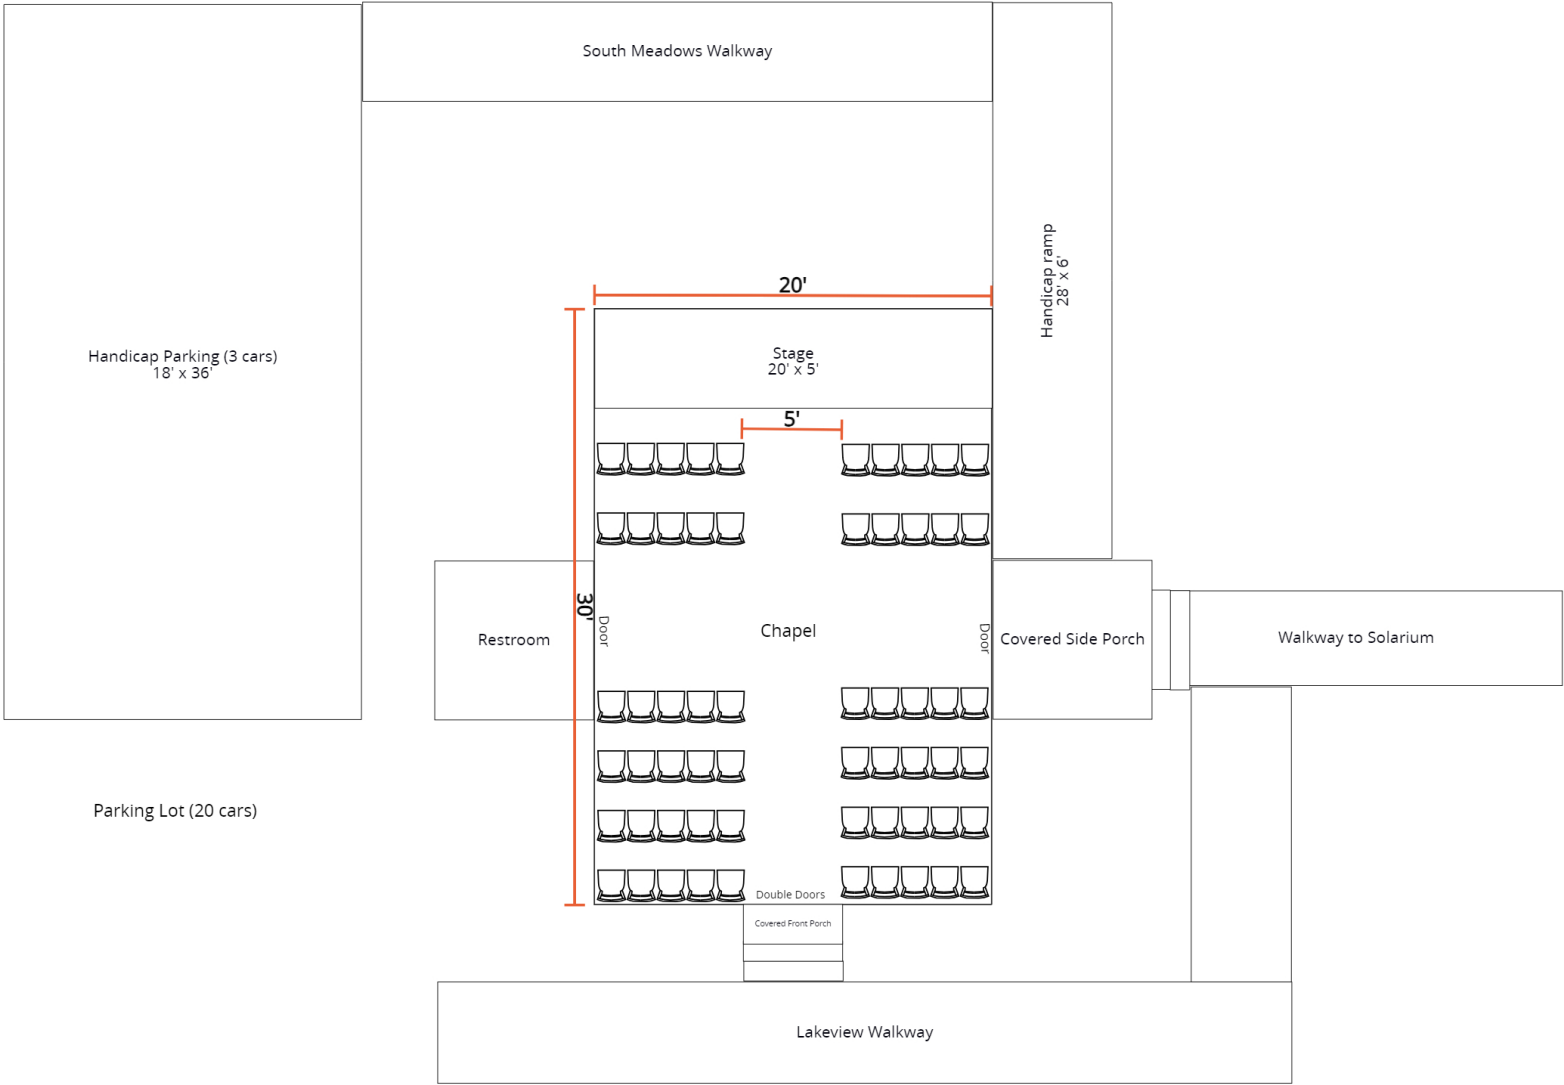 South Meadows Walkway
Handicap ramp
28' x 6'
20'
Handicap Parking (3 cars)
18' x 36'
Stage
20' x 5'
5'
30'
Door
Chapel
Door
Restroom
Covered Side Porch
Walkway to Solarium
Parking Lot (20 cars)
Double Doors
Covered Front Porch
Lakeview Walkway